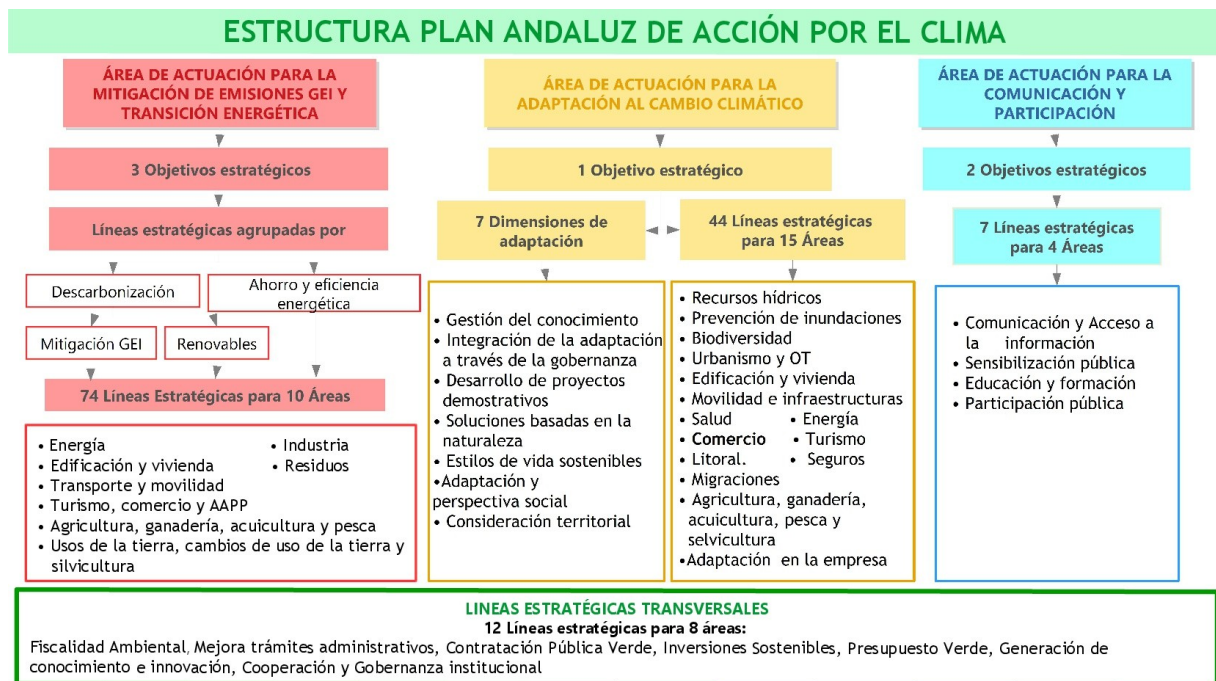 ESTRUCTURA PLAN ANDALUZ DE ACCIÓN POR EL CLIMA
ÁREA DE ACTUACIÓN PARA LA
MITIGACIÓN DE EMISIONES GEI Y
TRANSICIÓN ENERGÉTICA
3 Objetivos estratégicos
Líneas estratégicas agrupadas por
Descarbonización
Ahorro y eficiencia
energética
Mitigación GEI
Renovables
74 Líneas Estratégicas para 10 Áreas
• Energía
• Industria
• Edificación y vivienda
• Residuos
• Transporte y movilidad
• Turismo, comercio y AAPP
• Agricultura, ganadería, acuicultura y pesca
• Usos de la tierra, cambios de uso de la tierra y
silvicultura
ÁREA DE ACTUACIÓN PARA LA
ADAPTACIÓN AL CAMBIO CLIMÁTICO
1 Objetivo estratégico
7 Dimensiones de
adaptación
• Gestión del conocimiento
• Integración de la adaptación
a través de la gobernanza
• Desarrollo de proyectos
demostrativos
• Soluciones basadas en la
naturaleza
• Estilos de vida sostenibles
•Adaptación y
perspectiva social
• Consideración territorial
44 Líneas estratégicas
para 15 Áreas
• Recursos hídricos
• Prevención de inundaciones
• Biodiversidad
• Urbanismo y OT
• Edificación y vivienda
• Movilidad e infraestructuras
• Salud
• Energía
• Comercio
• Turismo
• Litoral.
• Seguros
• Migraciones
• Agricultura, ganadería,
acuicultura, pesca y
selvicultura
•Adaptación en la empresa
ÁREA DE ACTUACIÓN PARA LA
COMUNICACIÓN Y
PARTICIPACIÓN
2 Objetivos estratégicos
7 Líneas estratégicas
para 4 Áreas
• Comunicación y Acceso a
la información
• Sensibilización pública
• Educación y formación
• Participación pública
LINEAS ESTRATÉGICAS TRANSVERSALES
12 Líneas estratégicas para 8 áreas:
Fiscalidad Ambiental, Mejora trámites administrativos, Contratación Pública Verde, Inversiones Sostenibles, Presupuesto Verde, Generación de
conocimiento e innovación, Cooperación y Gobernanza institucional